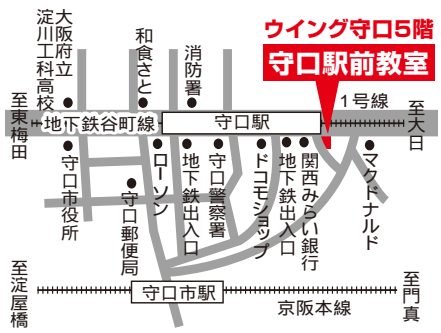 ウイング守口5階
守口駅前教室
大阪府立
淀川工科高校
和食さと
消防署
1号線
至東梅田
地下鉄谷町線
守口駅
至大日
守口市役所
守口郵便局
ローソン
地下鉄出入口
守口警察署
ドコモショップ
地下鉄出入口
関西みらい銀行
マクドナルド
至淀屋橋
守口市駅
京阪本線
至門真